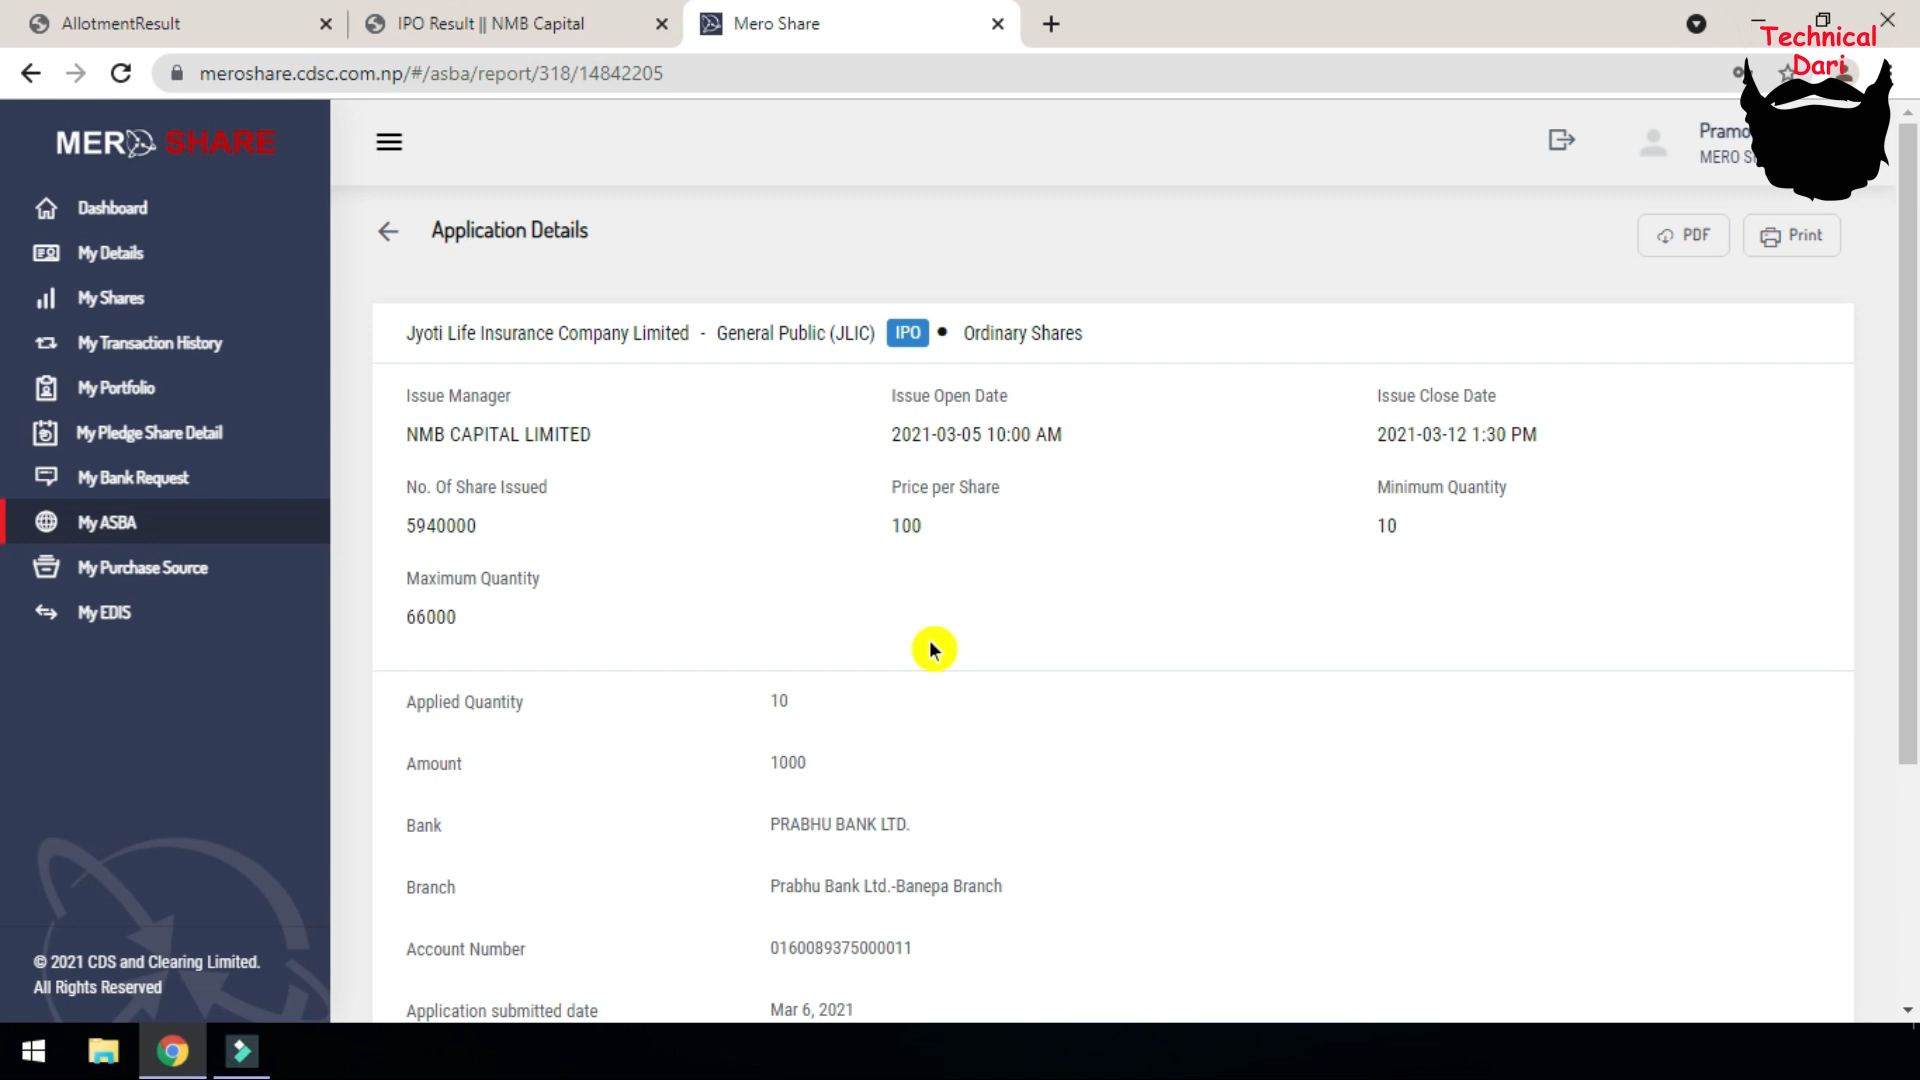 AllotmentResult
IPO Result || NMB Capital
Mero Share
Technical
Dari
meroshare.cdsc.com.np/#/asba/report/318/14842205
MERO SHARE
Pramo
MERO S
Dashboard
My Details
My Shares
My Transaction History
My Portfolio
My Pledge Share Detail
My Bank Request
My ASBA
My Purchase Source
My EDIS
© 2021 CDS and Clearing Limited.
All Rights Reserved
Application Details
PDF
Print
Jyoti Life Insurance Company Limited - General Public (JLIC) IPO ● Ordinary Shares
Issue Manager
NMB CAPITAL LIMITED
Issue Open Date
2021-03-05 10:00 AM
Issue Close Date
2021-03-12 1:30 PM
No. Of Share Issued
5940000
Price per Share
100
Minimum Quantity
10
Maximum Quantity
66000
Applied Quantity 10
Amount 1000
Bank PRABHU BANK LTD.
Branch Prabhu Bank Ltd.-Banepa Branch
Account Number 0160089375000011
Application submitted date Mar 6, 2021